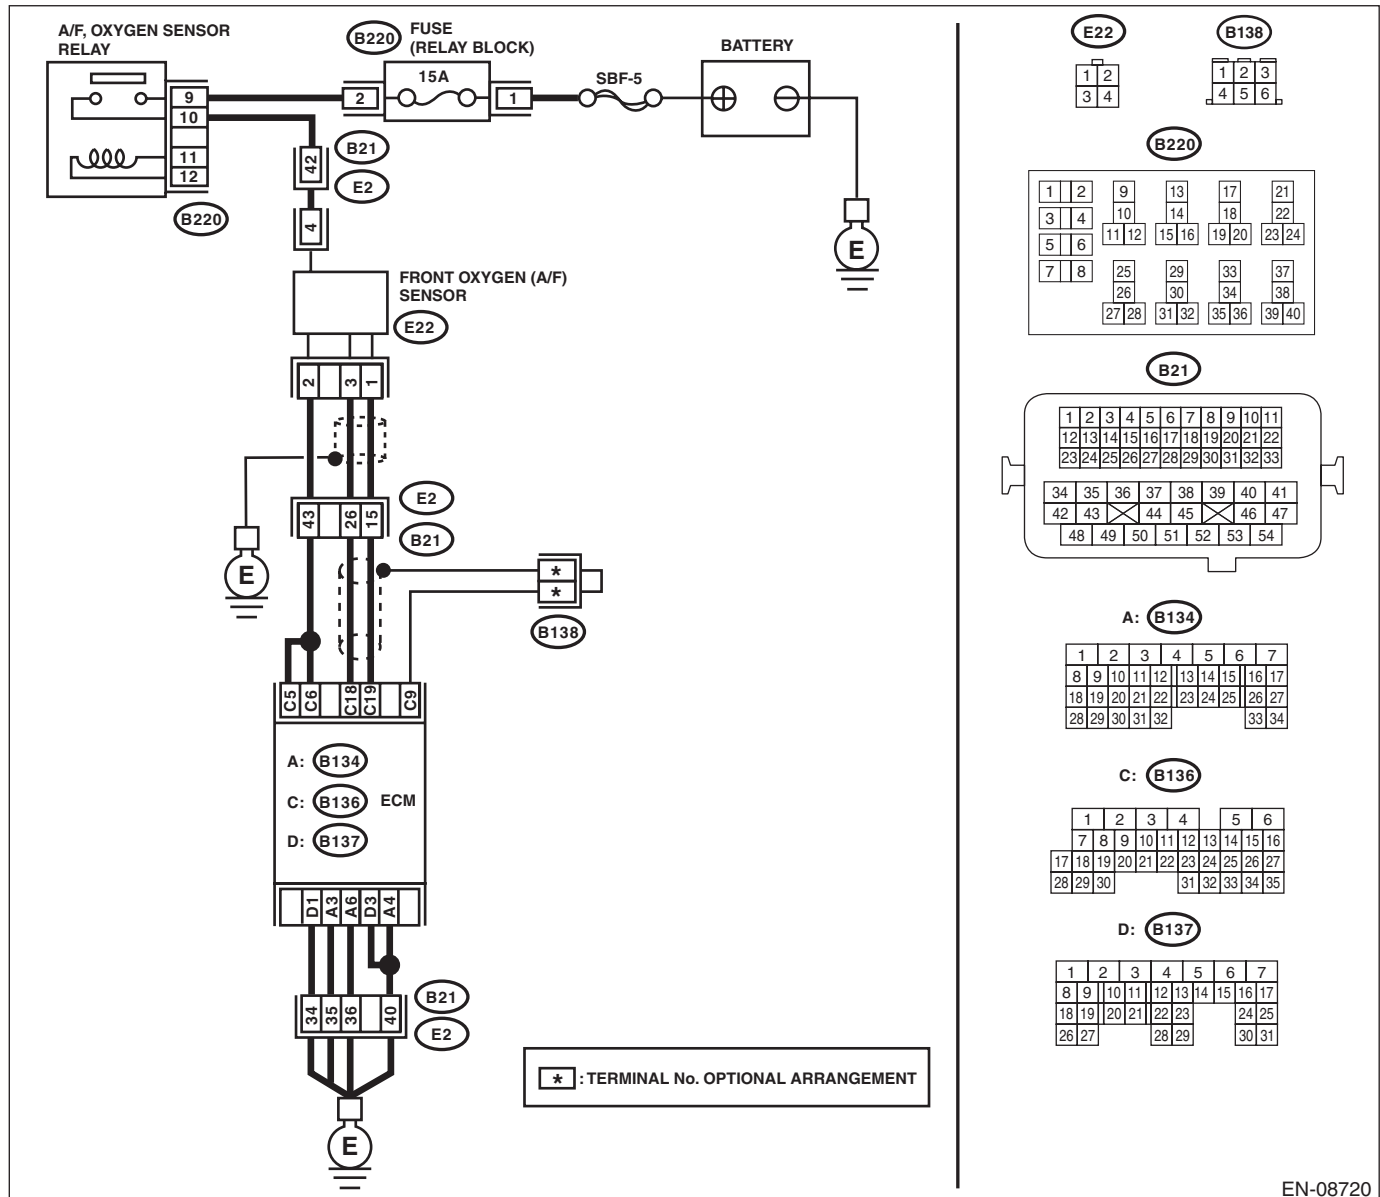 A/F, OXYGEN SENSOR
RELAY
9
10
11
12
B220
B220
FUSE
(RELAY BLOCK)
15A
2
1
SBF-5
BATTERY
E
42
B21
E2
4
FRONT OXYGEN (A/F)
SENSOR
E22
2 3 1
E
E2
43 26 15
B21
*
*
B138
C5 C6 C18 C19 C9
A: B134
C: B136 ECM
D: B137
D1 A3 A6 D3 A4
B21
34 35 36 40
E2
E
* : TERMINAL No. OPTIONAL ARRANGEMENT
E22
1 2
3 4
B138
1 2 3
4 5 6
B220
1 2 9 13 17 21
3 4 10 14 18 22
5 6 11 12 15 16 19 20 23 24
7 8 25 29 33 37
26 30 34 38
27 28 31 32 35 36 39 40
B21
1 2 3 4 5 6 7 8 9 10 11
12 13 14 15 16 17 18 19 20 21 22
23 24 25 26 27 28 29 30 31 32 33
34 35 36 37 38 39 40 41
42 43 44 45 46 47
48 49 50 51 52 53 54
A: B134
1 2 3 4 5 6 7
8 9 10 11 12 13 14 15 16 17
18 19 20 21 22 23 24 25 26 27
28 29 30 31 32 33 34
C: B136
1 2 3 4 5 6
7 8 9 10 11 12 13 14 15 16
17 18 19 20 21 22 23 24 25 26 27
28 29 30 31 32 33 34 35
D: B137
1 2 3 4 5 6 7
8 9 10 11 12 13 14 15 16 17
18 19 20 21 22 23 24 25
26 27 28 29 30 31
EN-08720